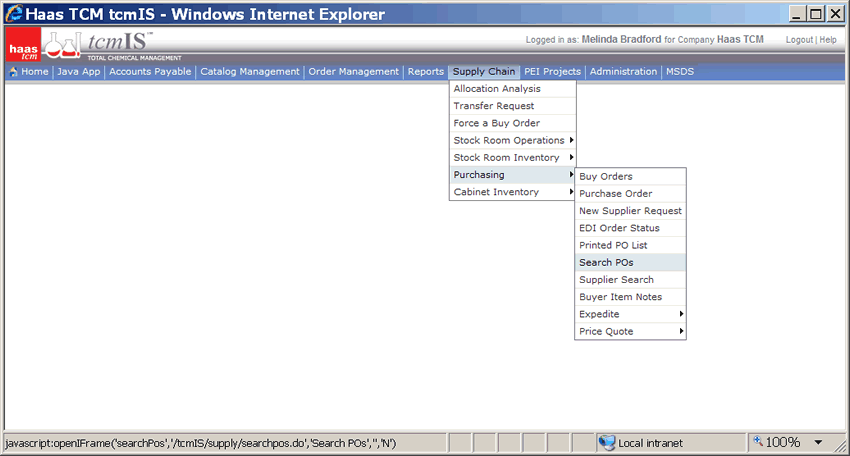 Haas TCM tcmIS - Windows Internet Explorer
haas
tcm
tcmIS™
TOTAL CHEMICAL MANAGEMENT
Logged in as: Melinda Bradford for Company Haas TCM
Logout | Help
Home | Java App | Accounts Payable | Catalog Management | Order Management | Reports | Supply Chain | PEI Projects | Administration | MSDS
Allocation Analysis
Transfer Request
Force a Buy Order
Stock Room Operations
Stock Room Inventory
Purchasing
Cabinet Inventory
Buy Orders
Purchase Order
New Supplier Request
EDI Order Status
Printed PO List
Search POs
Supplier Search
Buyer Item Notes
Expedite
Price Quote
javascript:openIFrame('searchPos','/tcmIS/supply/searchpos.do','Search POs','','N')
Local intranet
100%